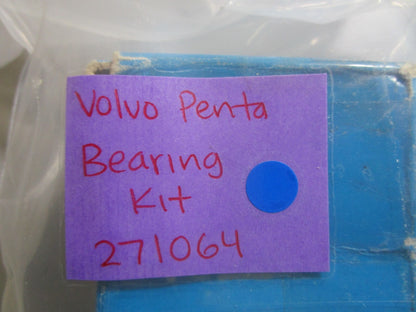 Volvo Penta
Bearing
Kit
271064